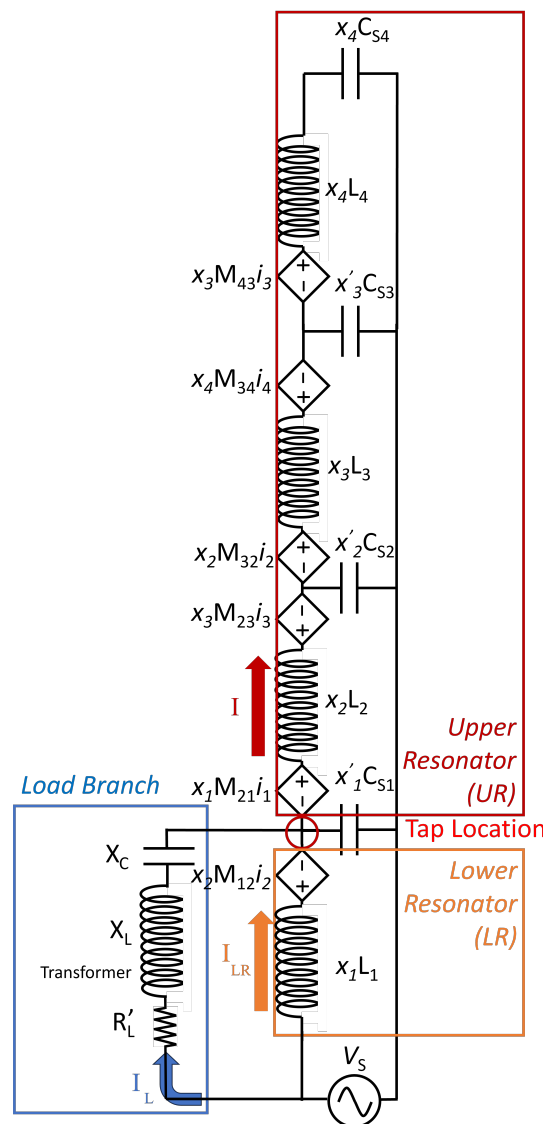 x4CS4
x4L4
x3M43i3
x'3CS3
x4M34i4
x3L3
x2M32i2
x'2CS2
x3M23i3
I
x2L2
Upper
Resonator
(UR)
Load Branch
x1M21i1
x'1CS1
Tap Location
XC
x2M12i2
Lower
Resonator
(LR)
XL
Transformer
ILR
x1L1
RL'
VS
IL